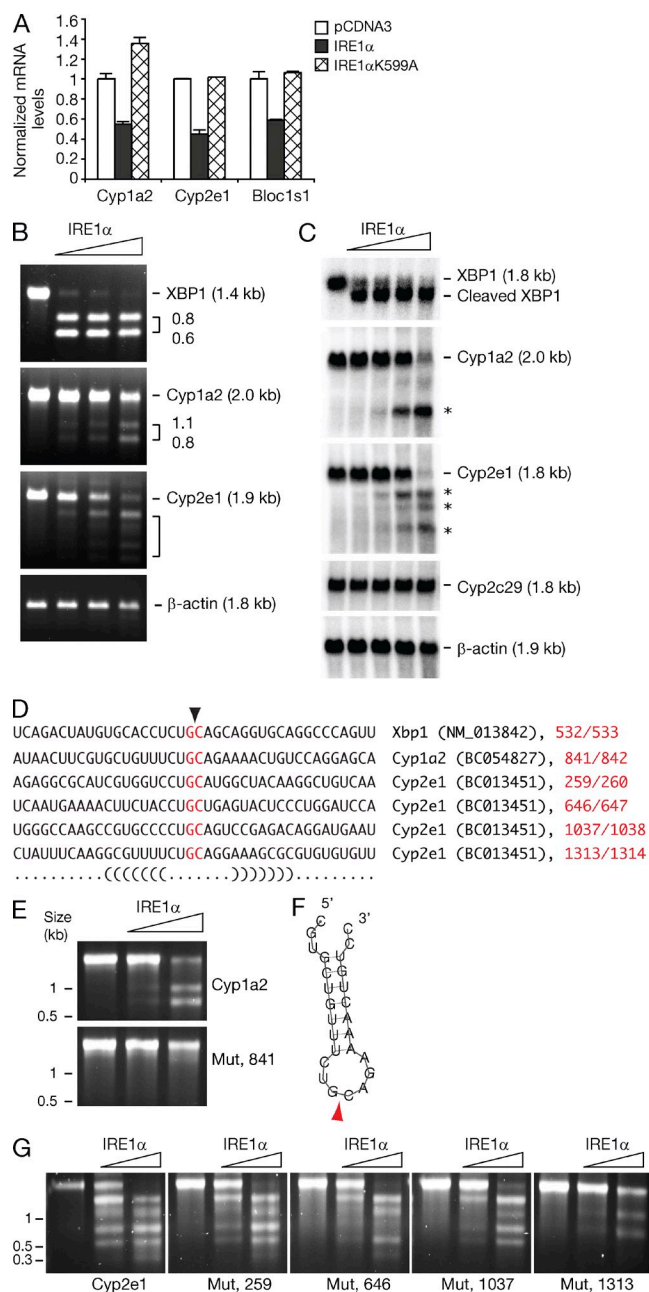 A
Normalized mRNA levels
1.6
1.4
1.2
1
0.8
0.6
0.4
0.2
0
pCDNA3
IRE1α
IRE1αK599A
Cyp1a2 Cyp2e1 Bloc1s1
B
IRE1α
XBP1 (1.4 kb)
0.8
0.6
Cyp1a2 (2.0 kb)
1.1
0.8
Cyp2e1 (1.9 kb)
β-actin (1.8 kb)
C
IRE1α
XBP1 (1.8 kb)
Cleaved XBP1
Cyp1a2 (2.0 kb)
*
Cyp2e1 (1.8 kb)
*
*
*
Cyp2c29 (1.8 kb)
β-actin (1.9 kb)
D
UCAGACUAUGUGCACCUCUGCAGCAGGUGCAGGCCCAGUU Xbp1 (NM_013842), 532/533
AUAACUUCGUGCUGUUUCUGCAGAAAACUGUCCAGGAGCA Cyp1a2 (BC054827), 841/842
AGAGGCGCAUCGUGGUCCUGCAUGGCUACAAGGCUGUCAA Cyp2e1 (BC013451), 259/260
UCAAUGAAAACUUCUACCUGCUGAGUACUCCCUGGAUCCA Cyp2e1 (BC013451), 646/647
UGGGCCAAGCCGUGCCCCUGCAGUCCGAGACAGGAUGAAU Cyp2e1 (BC013451), 1037/1038
CUAUUUCAAGGCGUUUUCUGCAGGAAAGCGCGUGUGUGUU Cyp2e1 (BC013451), 1313/1314
..........(((((((.......))))))).........
E
Size (kb)
IRE1α
1
0.5
Cyp1a2
1
0.5
Mut, 841
F
5'
3'
C
G
U
G
C
U
G
U
U
U
C
U
G
C
A
G
A
A
A
A
C
U
G
U
C
C
G
IRE1α IRE1α IRE1α IRE1α IRE1α
1
0.5
0.3
Cyp2e1 Mut, 259 Mut, 646 Mut, 1037 Mut, 1313